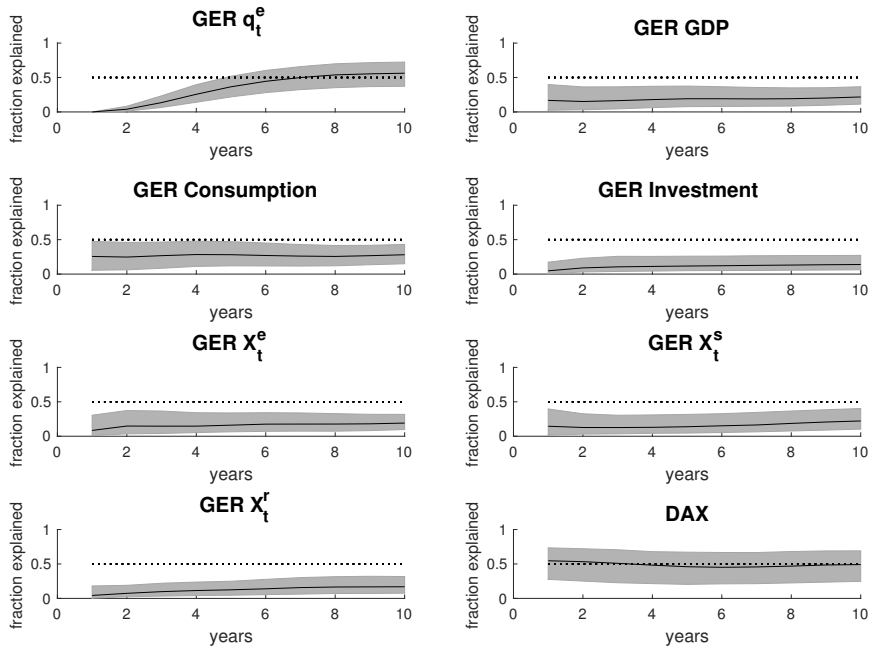 GER q_t^e
fraction explained
1
0.5
0
0 2 4 6 8 10
years
GER GDP
fraction explained
1
0.5
0
0 2 4 6 8 10
years
GER Consumption
fraction explained
1
0.5
0
0 2 4 6 8 10
years
GER Investment
fraction explained
1
0.5
0
0 2 4 6 8 10
years
GER X_t^e
fraction explained
1
0.5
0
0 2 4 6 8 10
years
GER X_t^s
fraction explained
1
0.5
0
0 2 4 6 8 10
years
GER X_t^r
fraction explained
1
0.5
0
0 2 4 6 8 10
years
DAX
fraction explained
1
0.5
0
0 2 4 6 8 10
years